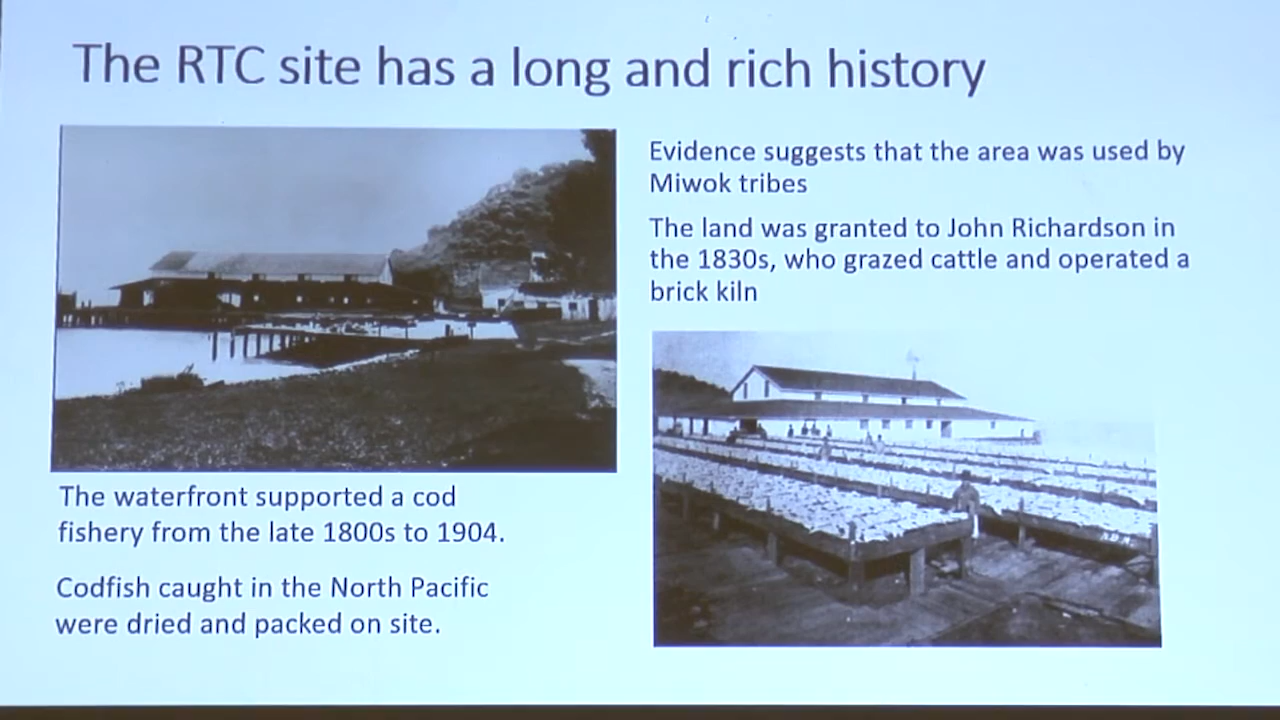 The RTC site has a long and rich history
Evidence suggests that the area was used by
Miwok tribes
The land was granted to John Richardson in
the 1830s, who grazed cattle and operated a
brick kiln
The waterfront supported a cod
fishery from the late 1800s to 1904.
Codfish caught in the North Pacific
were dried and packed on site.